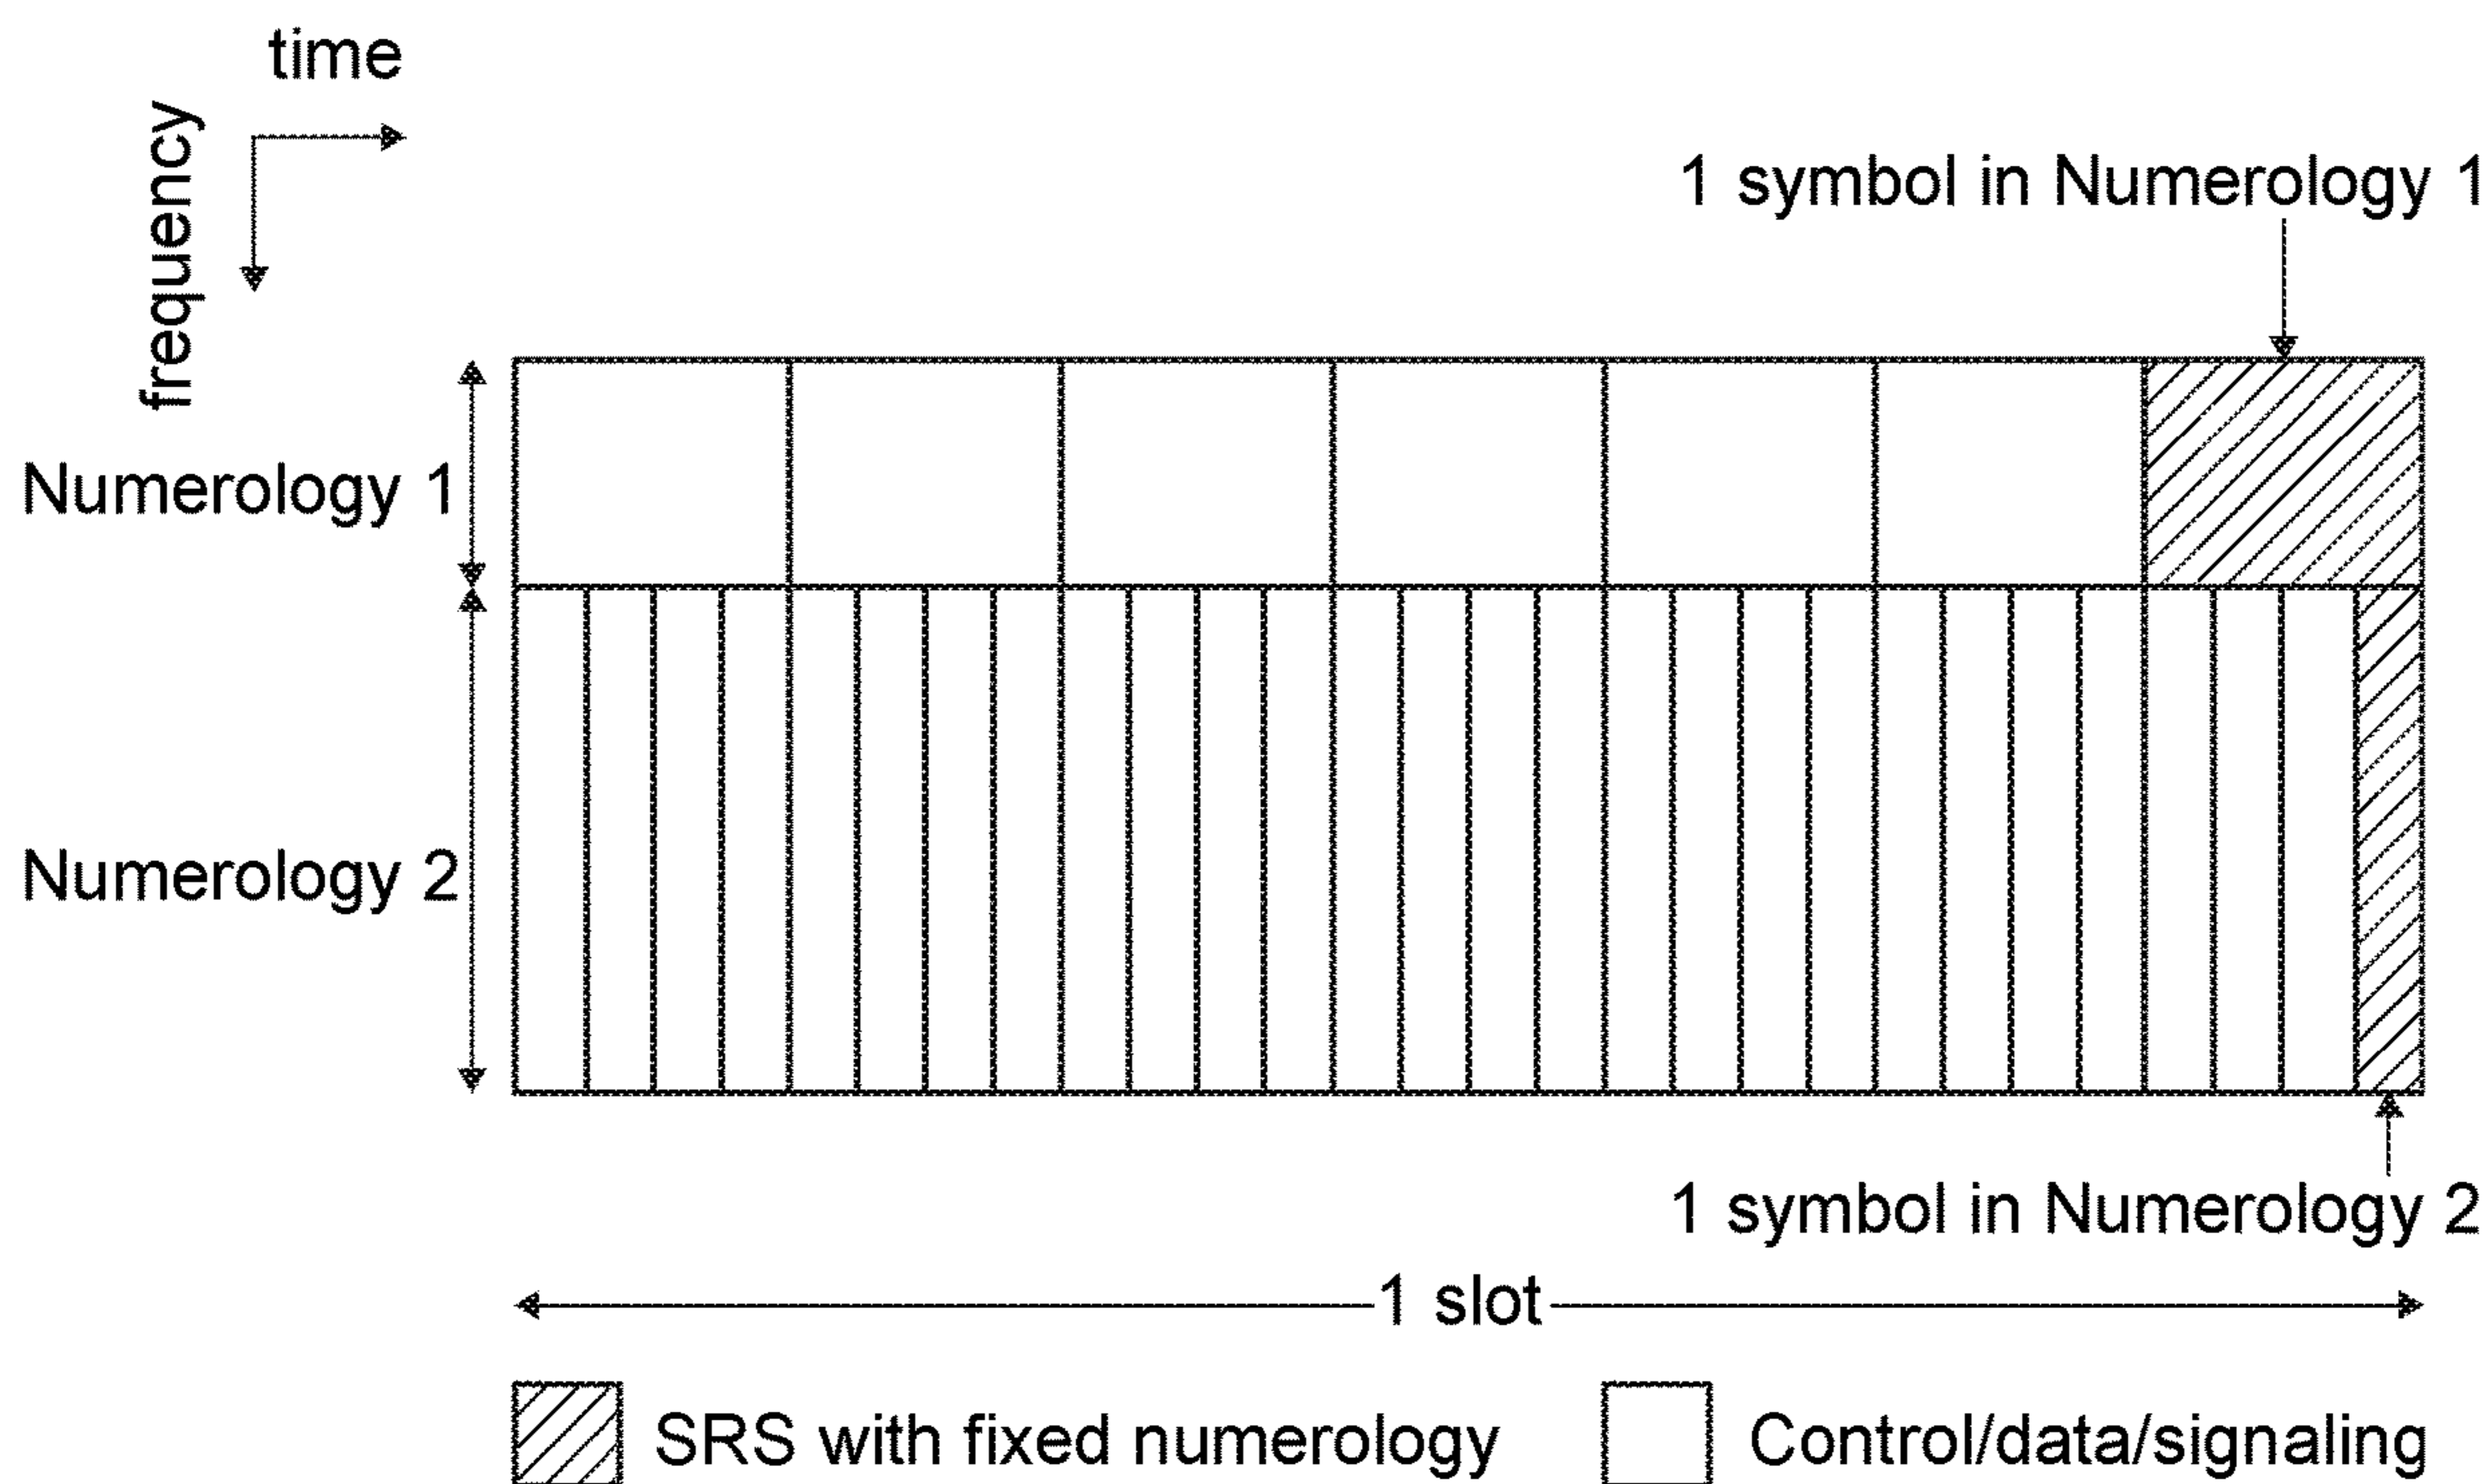 time
frequency
1 symbol in Numerology 1
Numerology 1
Numerology 2
1 symbol in Numerology 2
1 slot
SRS with fixed numerology
Control/data/signaling